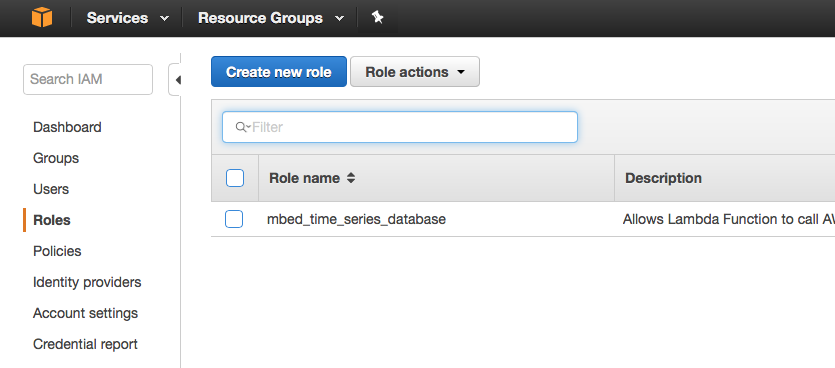 Services Resource Groups
Search IAM
Create new role Role actions
Dashboard
Filter
Groups
Role name Description
Users
Roles
mbed_time_series_database Allows Lambda Function to call
Policies
Identity providers
Account settings
Credential report